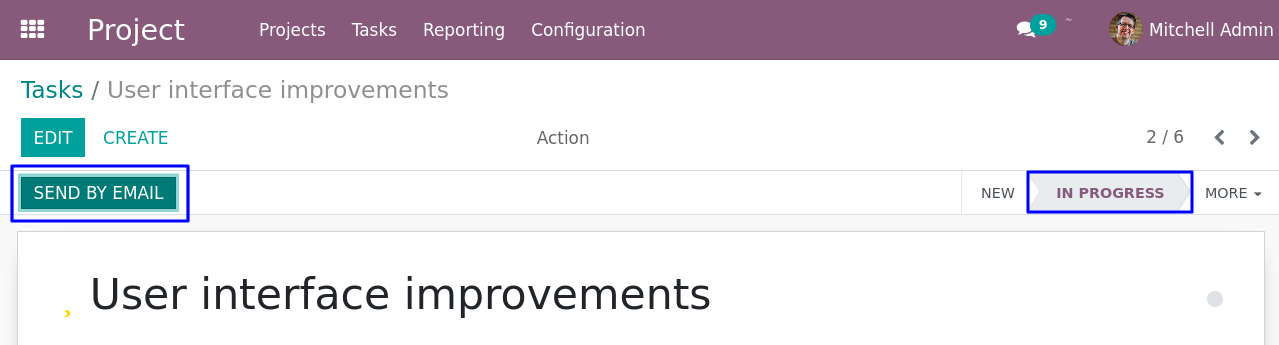 Project Projects Tasks Reporting Configuration 9 Mitchell Admin
Tasks / User interface improvements
EDIT CREATE Action 2 / 6
SEND BY EMAIL NEW IN PROGRESS MORE
User interface improvements